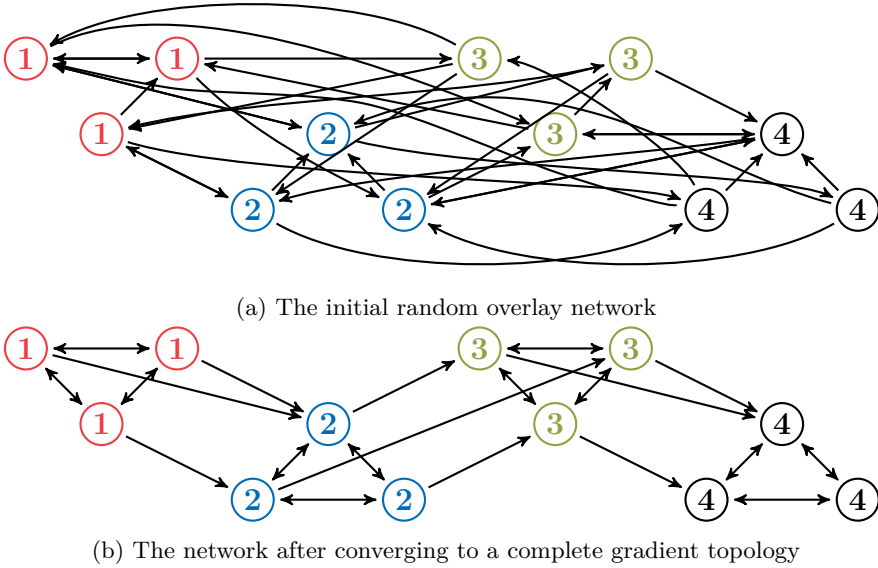 1 1 3 3
1 2 3 4
2 2 4 4
(a) The initial random overlay network
1 1 3 3
1 2 3 4
2 2 4 4
(b) The network after converging to a complete gradient topology